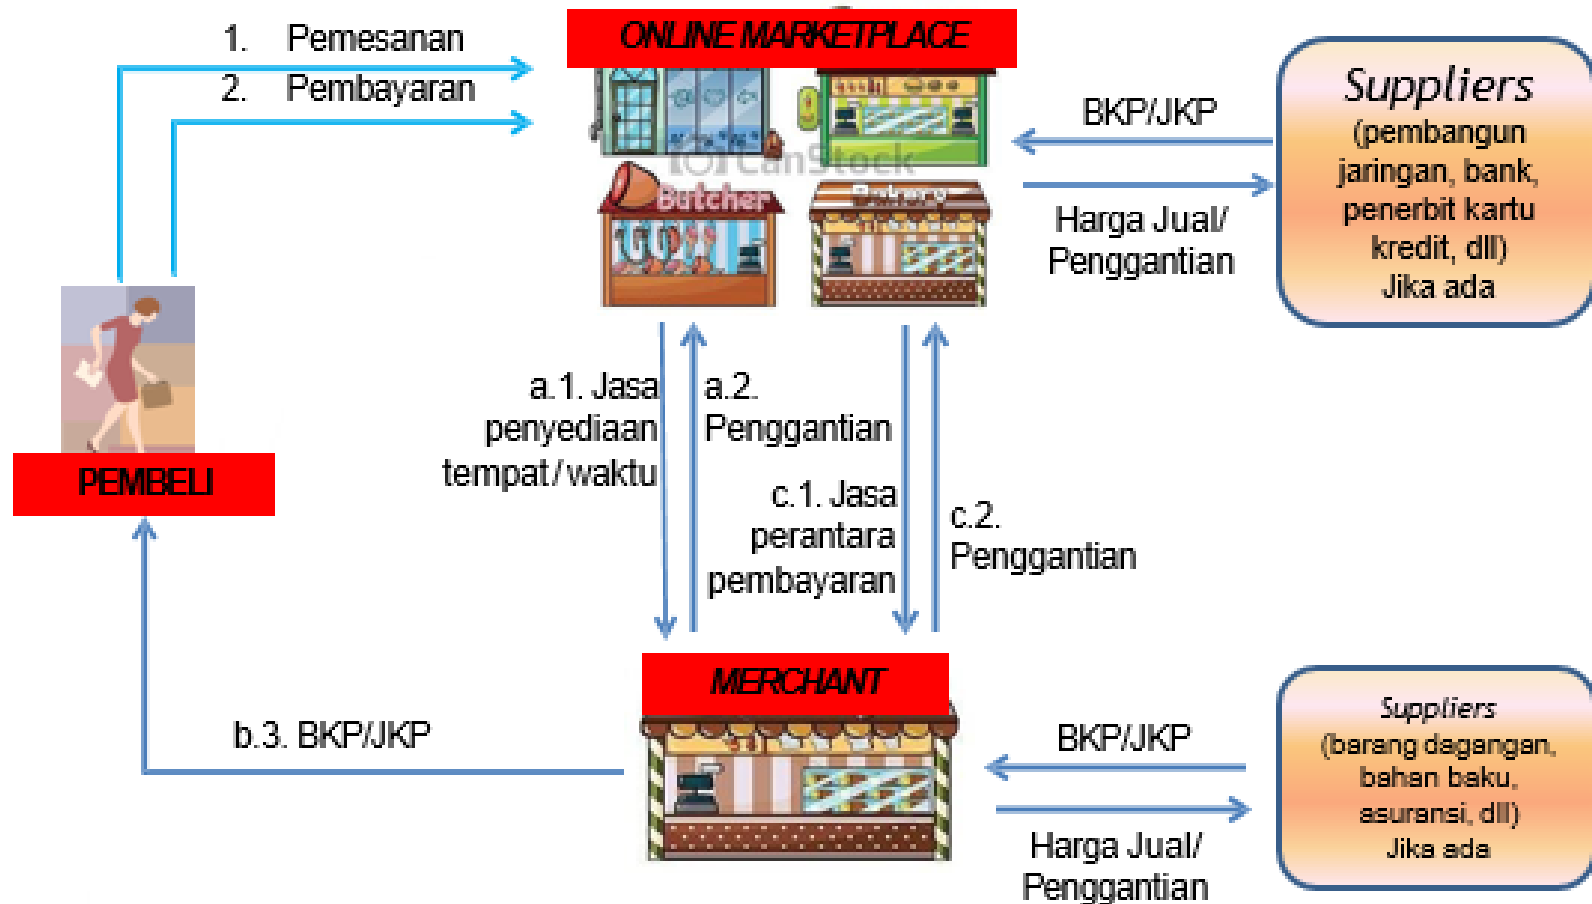 1. Pemesanan
2. Pembayaran
ONLINE MARKETPLACE
CanStock
Butcher
Bakery
BKP/JKP
Harga Jual/
Penggantian
Suppliers
(pembangun
jaringan, bank,
penerbit kartu
kredit, dll)
Jika ada
PEMBELI
a.1. Jasa
penyediaan
tempat/waktu
a.2.
Penggantian
c.1. Jasa
perantara
pembayaran
c.2.
Penggantian
b.3. BKP/JKP
MERCHANT
BKP/JKP
Harga Jual/
Penggantian
Suppliers
(barang dagangan,
bahan baku,
asuransi, dll)
Jika ada